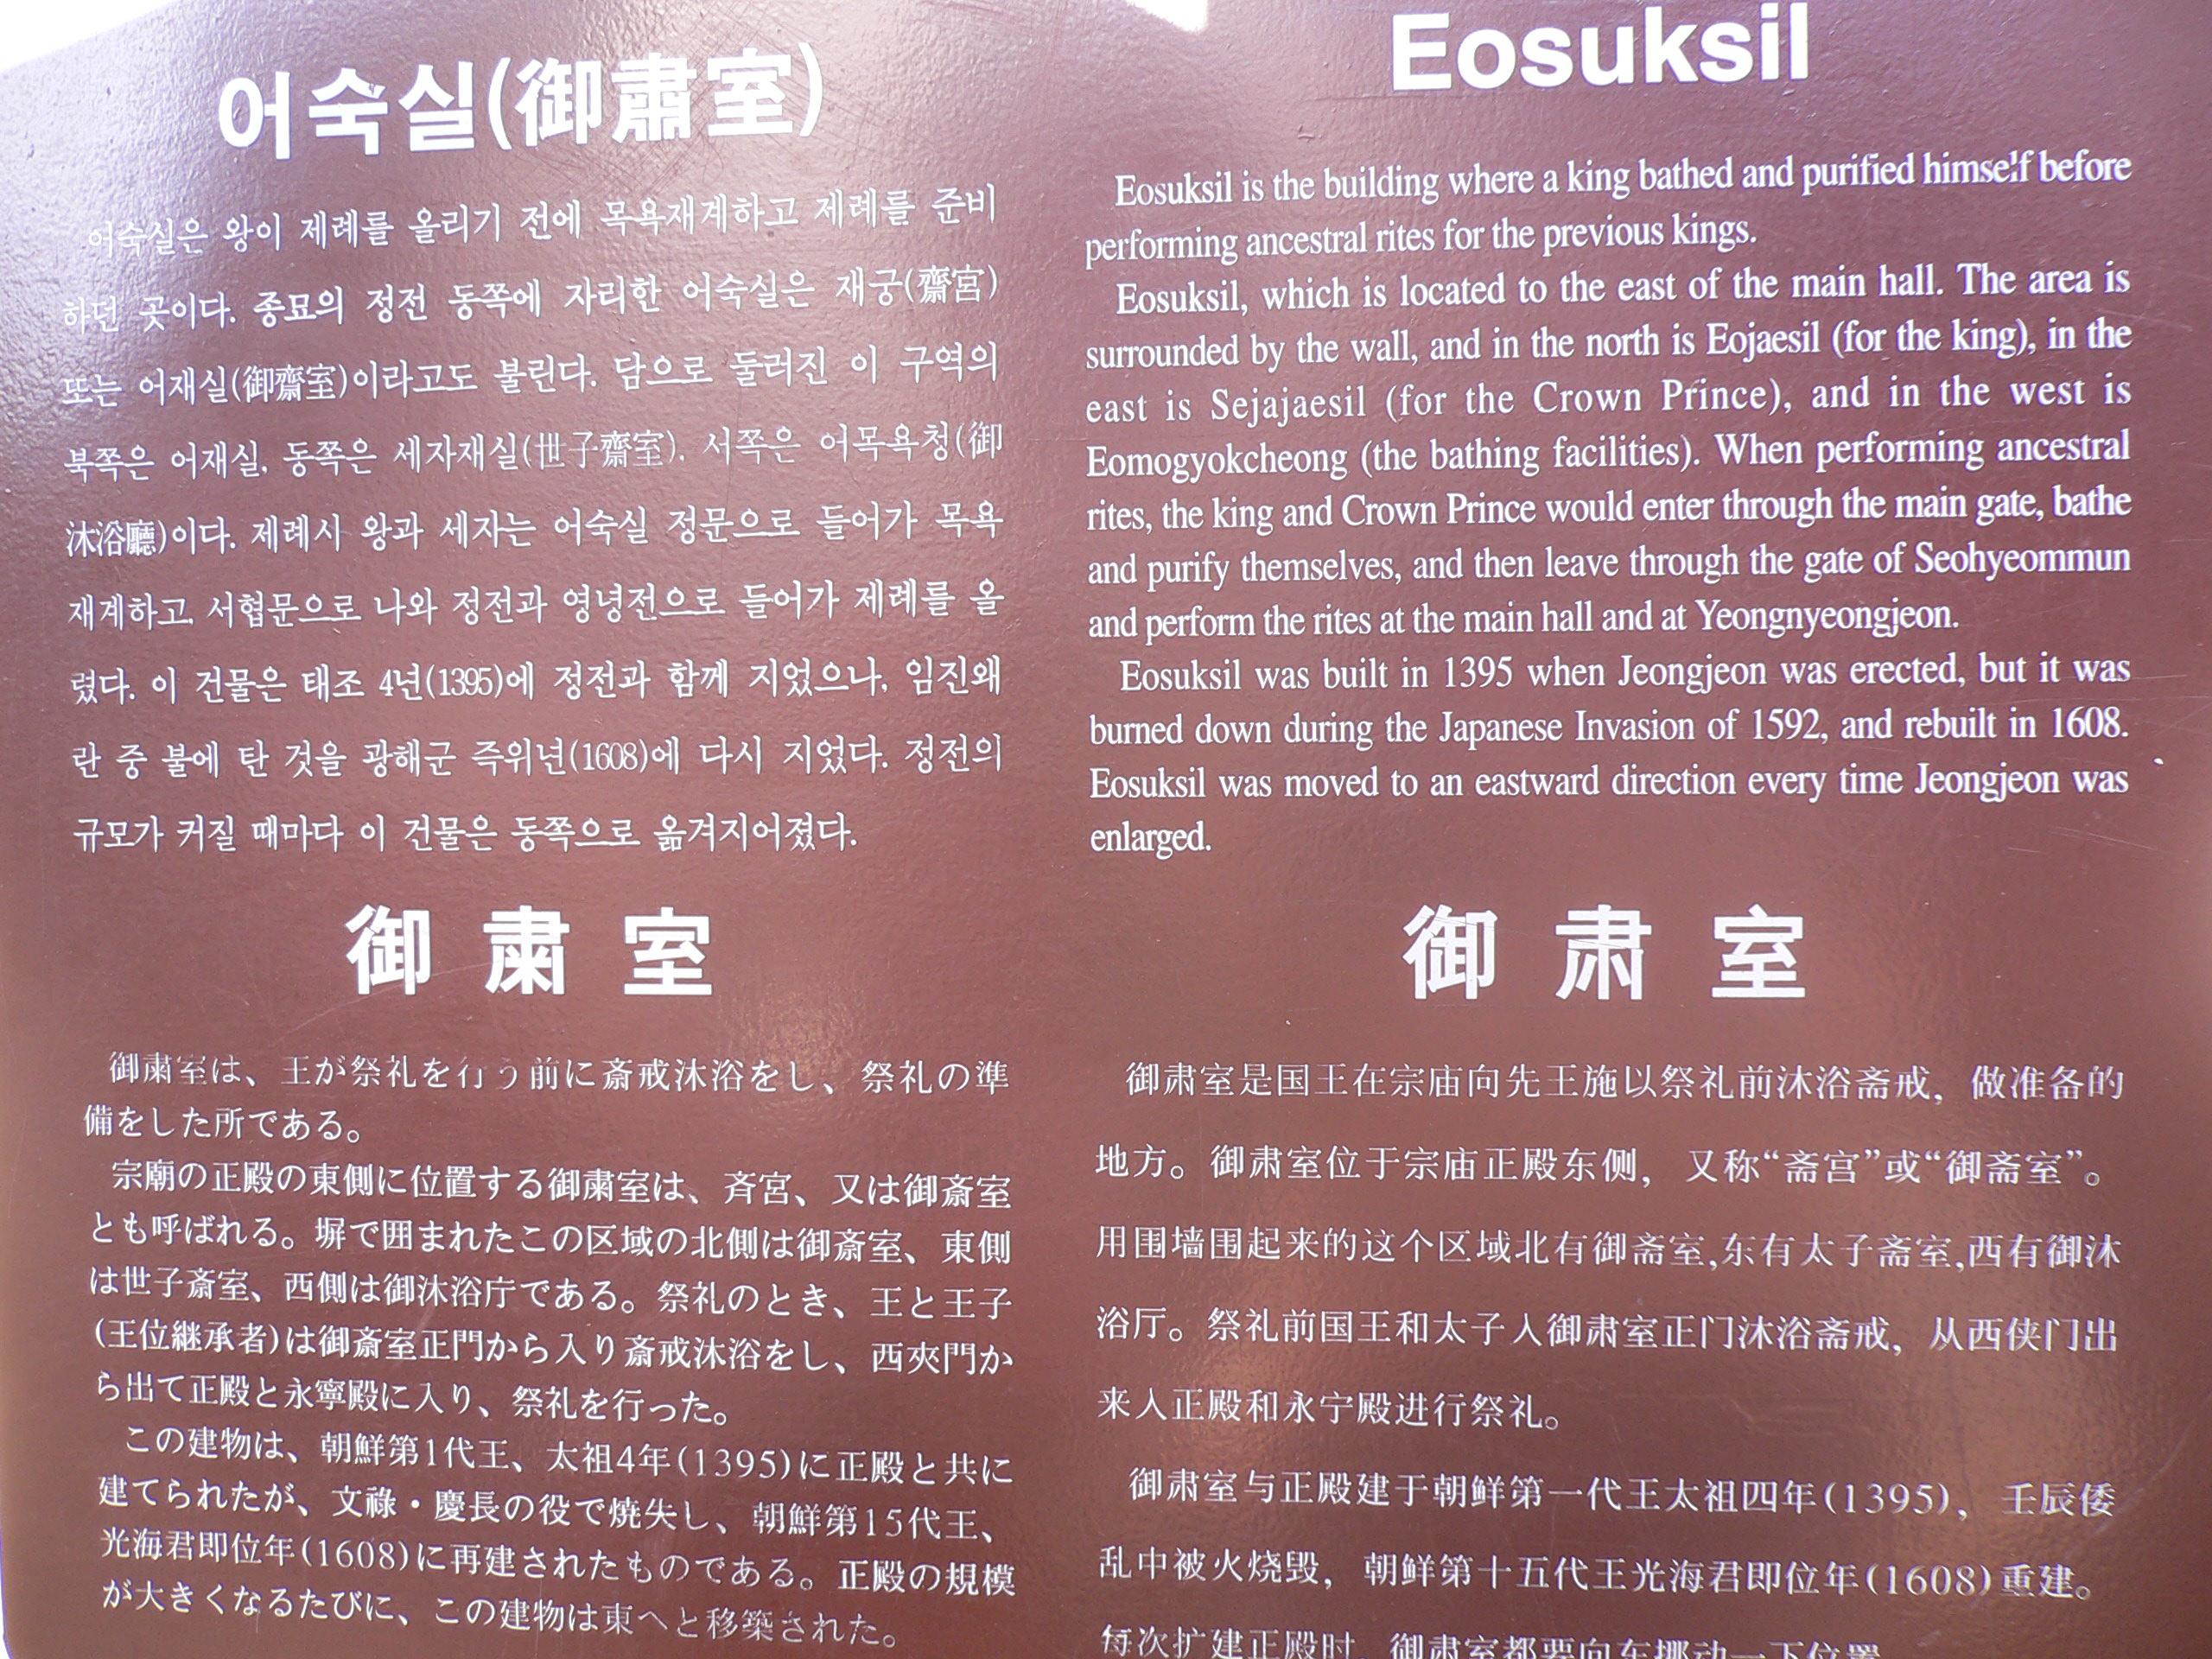 어숙실(御肅室)
어숙실은 왕이 제례를 올리기 전에 목욕재계하고 제례를 준비
하던 곳이다. 종묘의 정전 동쪽에 자리한 어숙실은 재궁(齋宮)
또는 어재실(御齋室)이라고도 불린다. 담으로 둘러진 이 구역의
북쪽은 어재실, 동쪽은 세자재실(世子齋室), 서쪽은 어목욕청(御
沐浴廳)이다. 제례시 왕과 세자는 어숙실 정문으로 들어가 목욕
재계하고, 서협문으로 나와 정전과 영녕전으로 들어가 제례를 올
렸다. 이 건물은 태조 4년(1395)에 정전과 함께 지었으나, 임진왜
란 중 불에 탄 것을 광해군 즉위년(1608)에 다시 지었다. 정전의
규모가 커질 때마다 이 건물은 동쪽으로 옮겨지어졌다.
Eosuksil
Eosuksil is the building where a king bathed and purified himself before
performing ancestral rites for the previous kings.
Eosuksil, which is located to the east of the main hall. The area is
surrounded by the wall, and in the north is Eojaesil (for the king), in the
east is Sejajaesil (for the Crown Prince), and in the west is
Eomogyokcheong (the bathing facilities). When performing ancestral
rites, the king and Crown Prince would enter through the main gate, bathe
and purify themselves, and then leave through the gate of Seohyeommun
and perform the rites at the main hall and at Yeongnyeongjeon.
Eosuksil was built in 1395 when Jeongjeon was erected, but it was
burned down during the Japanese Invasion of 1592, and rebuilt in 1608.
Eosuksil was moved to an eastward direction every time Jeongjeon was
enlarged.
御粛室
御粛室は、王が祭礼を行う前に斎戒沐浴をし、祭礼の準
備をした所である。
宗廟の正殿の東側に位置する御粛室は、斉宮、又は御斎室
とも呼ばれる。塀で囲まれたこの区域の北側は御斎室、東側
は世子斎室、西側は御沐浴庁である。祭礼のとき、王と王子
(王位継承者)は御斎室正門から入り斎戒沐浴をし、西夾門か
ら出て正殿と永寧殿に入り、祭礼を行った。
この建物は、朝鮮第1代王、太祖4年(1395)に正殿と共に
建てられたが、文祿・慶長の役で焼失し、朝鮮第15代王、
光海君即位年(1608)に再建されたものである。正殿の規模
が大きくなるたびに、この建物は東へと移築された。
御肃室
御肃室是国王在宗庙向先王施以祭礼前沐浴斋戒，做准备的
地方。御肃室位于宗庙正殿东侧，又称“斋宫”或“御斋室”。
用围墙围起来的这个区域北有御斋室,东有太子斋室,西有御沐
浴厅。祭礼前国王和太子人御肃室正门沐浴斋戒，从西侠门出
来人正殿和永宁殿进行祭礼。
御肃室与正殿建于朝鲜第一代王太祖四年(1395)，壬辰倭
乱中被火烧毁，朝鲜第十五代王光海君即位年(1608)重建。
每次扩建正殿时，御肃室都要向东挪动一下位置